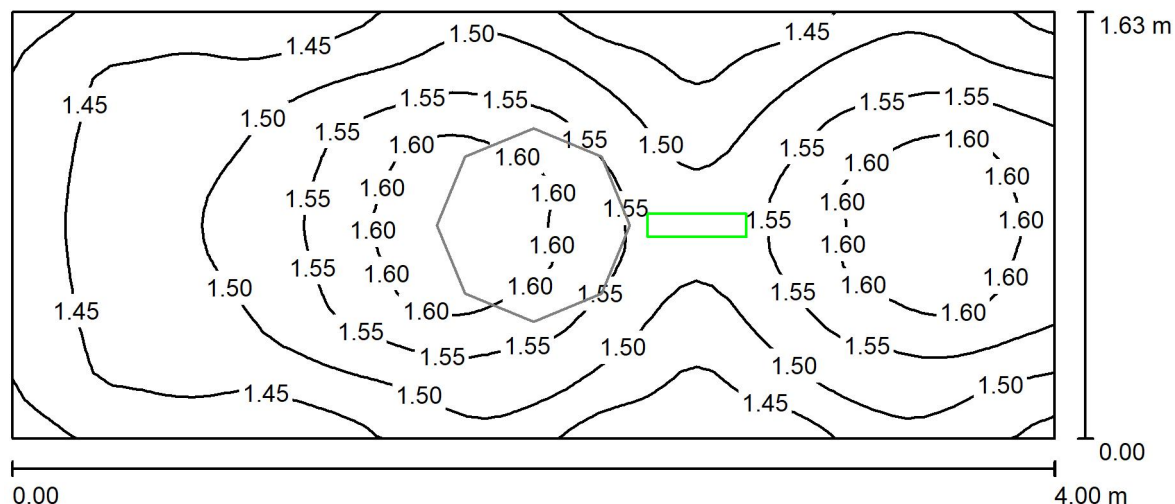 1.63 m
1.45 1.50 1.45
1.45 1.55 1.55 1.55 1.55
1.50 1.55 1.55 1.50 1.55
1.60 1.60 1.60 1.60
1.60 1.60 1.60 1.60
1.55 1.55 1.55
1.60 1.60 1.60
1.60 1.60
1.55 1.60 1.60 1.60
1.50 1.55 1.55
1.45 1.60 1.60
1.55 1.55 1.55 1.50 1.55
1.45 1.50 1.45 1.50 1.50
0.00
0.00 4.00 m